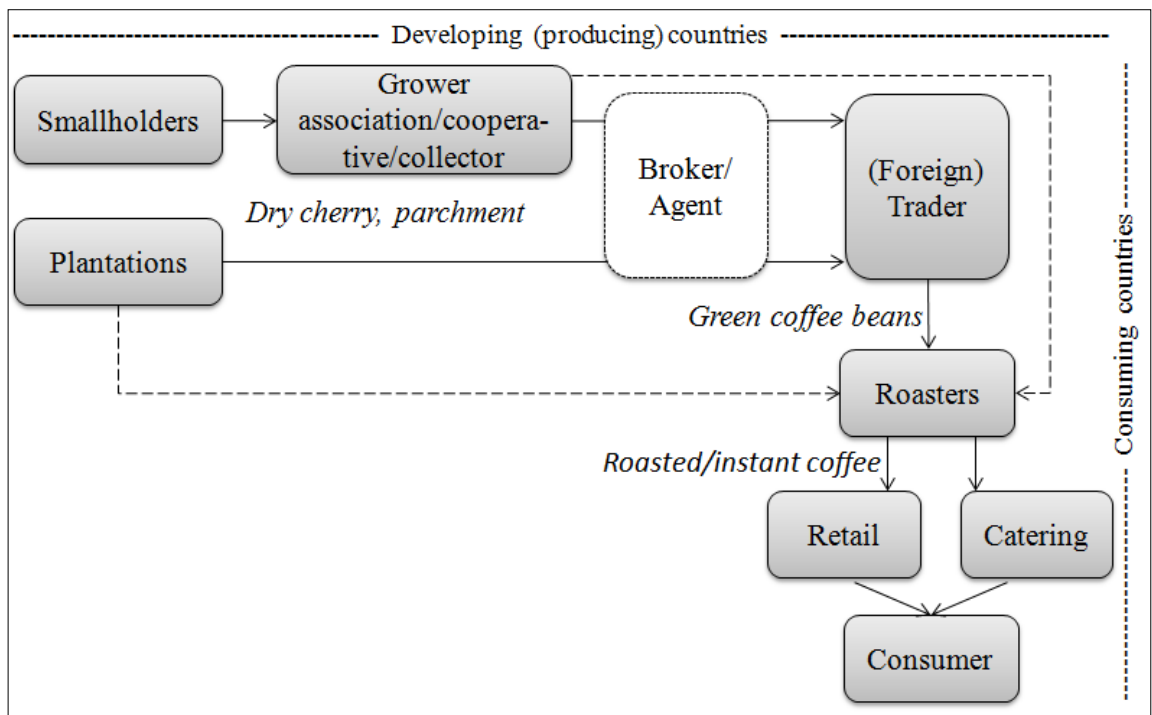 Developing (producing) countries
Smallholders
Grower
association/coopera-
tive/collector
Broker/
Agent
(Foreign)
Trader
Dry cherry, parchment
Plantations
Green coffee beans
Roasters
Roasted/instant coffee
Retail
Catering
Consumer
Consuming countries